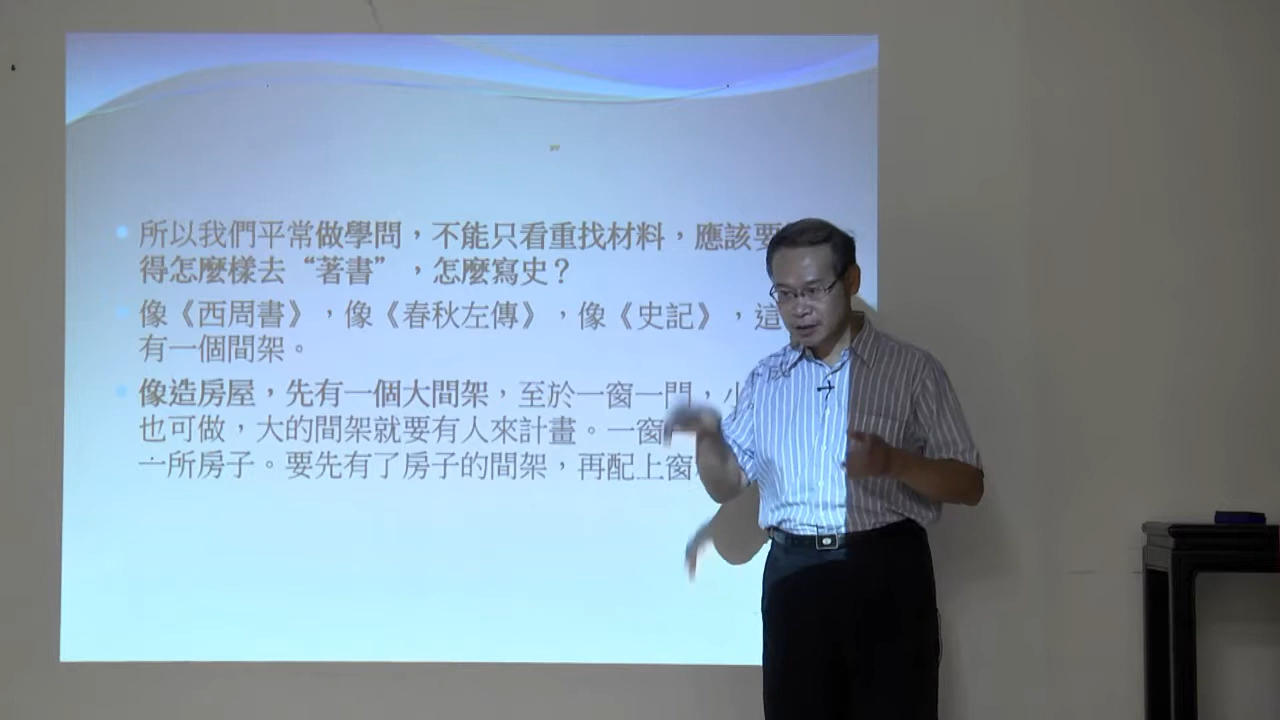 所以我們平常做學問，不能只看重找材料，應該要
得怎麼樣去“著書”，怎麼寫史？
像《西周書》，像《春秋左傳》，像《史記》，這
有一個間架。
像造房屋，先有一個大間架，至於一窗一門，小
也可做，大的間架就要有人來計畫。一窗一門 成
一所房子。要先有了房子的間架，再配上窗